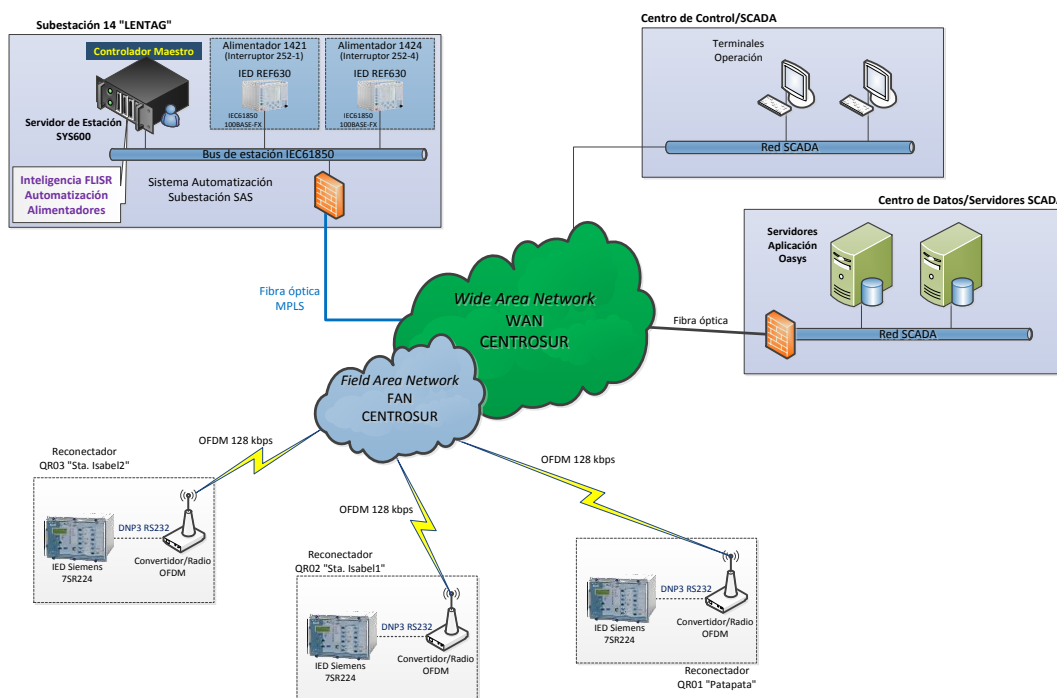 Subestación 14 "LENTAG"
Controlador Maestro
Servidor de Estación
SYS600
Alimentador 1421
(Interruptor 252-1)
IED REF630
IEC61850
100BASE-FX
Alimentador 1424
(Interruptor 252-4)
IED REF630
IEC61850
100BASE-FX
Bus de estación IEC61850
Inteligencia FLISR
Automatización
Alimentadores
Sistema Automatización
Subestación SAS
Centro de Control/SCADA
Terminales
Operación
Red SCADA
Centro de Datos/Servidores SCADA
Servidores
Aplicación
Oasys
Red SCADA
Fibra óptica
MPLS
Wide Area Network
WAN
CENTROSUR
Fibra óptica
Field Area Network
FAN
CENTROSUR
OFDM 128 kbps
OFDM 128 kbps
OFDM 128 kbps
Reconectador
QR03 "Sta. Isabel2"
DNP3 RS232
IED Siemens
7SR224
Convertidor/Radio
OFDM
Reconectador
QR02 "Sta. Isabel1"
DNP3 RS232
IED Siemens
7SR224
Convertidor/Radio
OFDM
DNP3 RS232
IED Siemens
7SR224
Convertidor/Radio
OFDM
Reconectador
QR01 "Patapata"